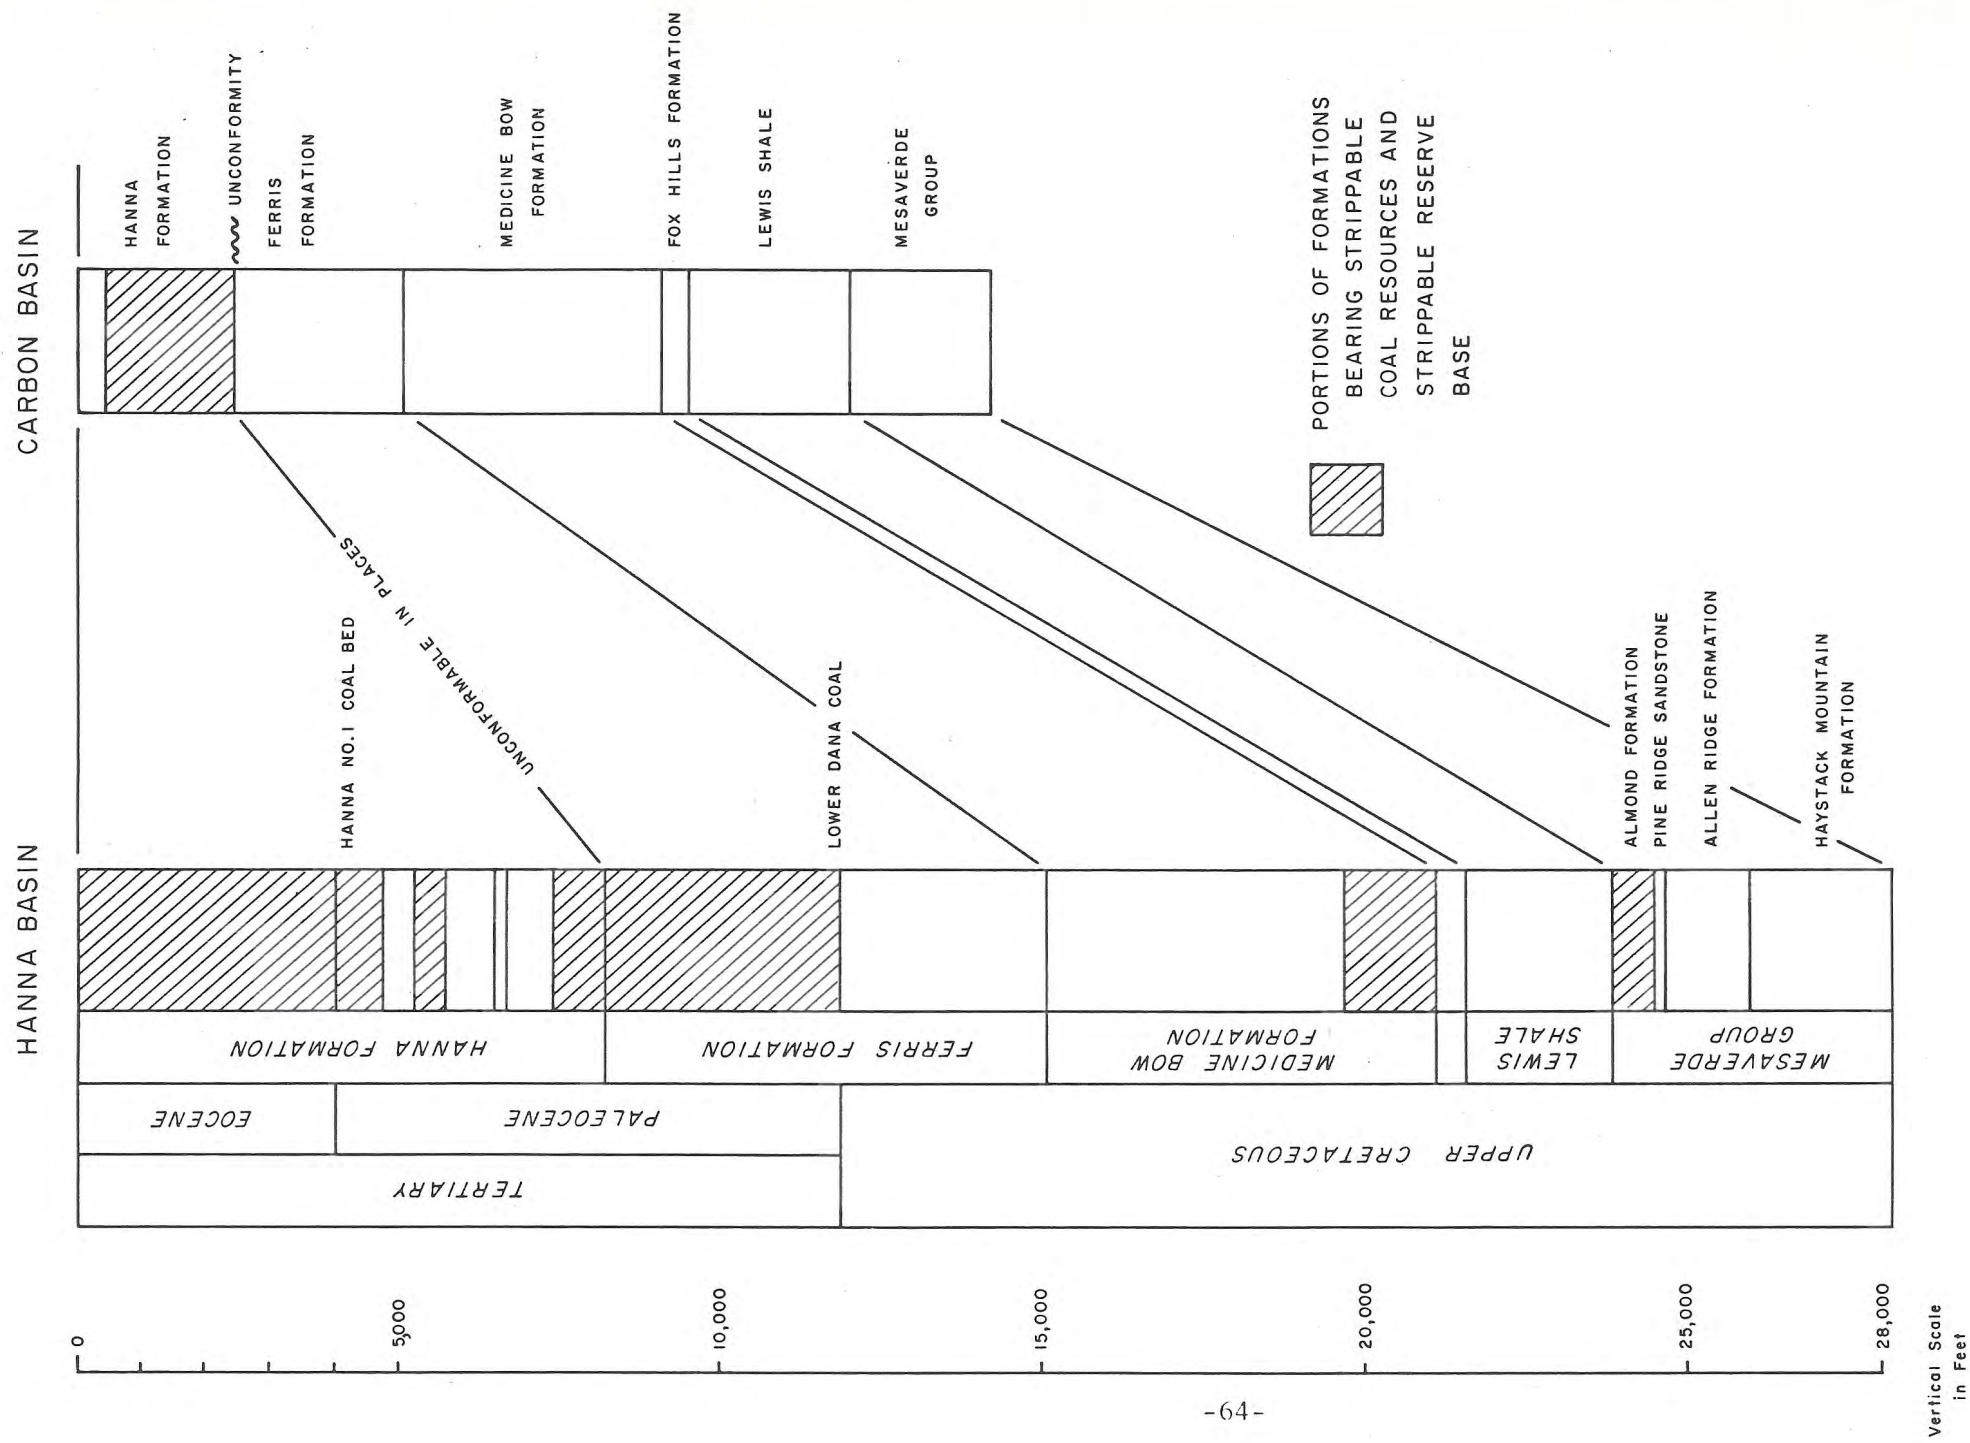 HANNA BASIN
CARBON BASIN
TERTIARY
EOCENE
PALEOCENE
UPPER CRETACEOUS
HANNA FORMATION
FERRIS FORMATION
MEDICINE BOW
FORMATION
LEWIS
SHALE
MESAVERDE
GROUP
HANNA NO. 1 COAL BED
LOWER DANA COAL
ALMOND FORMATION
PINE RIDGE SANDSTONE
ALLEN RIDGE FORMATION
HAYSTACK MOUNTAIN
FORMATION
UNCONFORMABLE IN PLACES
HANNA
FORMATION
UNCONFORMITY
FERRIS
FORMATION
MEDICINE BOW
FORMATION
FOX HILLS FORMATION
LEWIS SHALE
MESAVERDE
GROUP
PORTIONS OF FORMATIONS
BEARING STRIPPABLE
COAL RESOURCES AND
STRIPPABLE RESERVE
BASE
0
5,000
10,000
15,000
20,000
25,000
28,000
Vertical Scale
in Feet
-64-